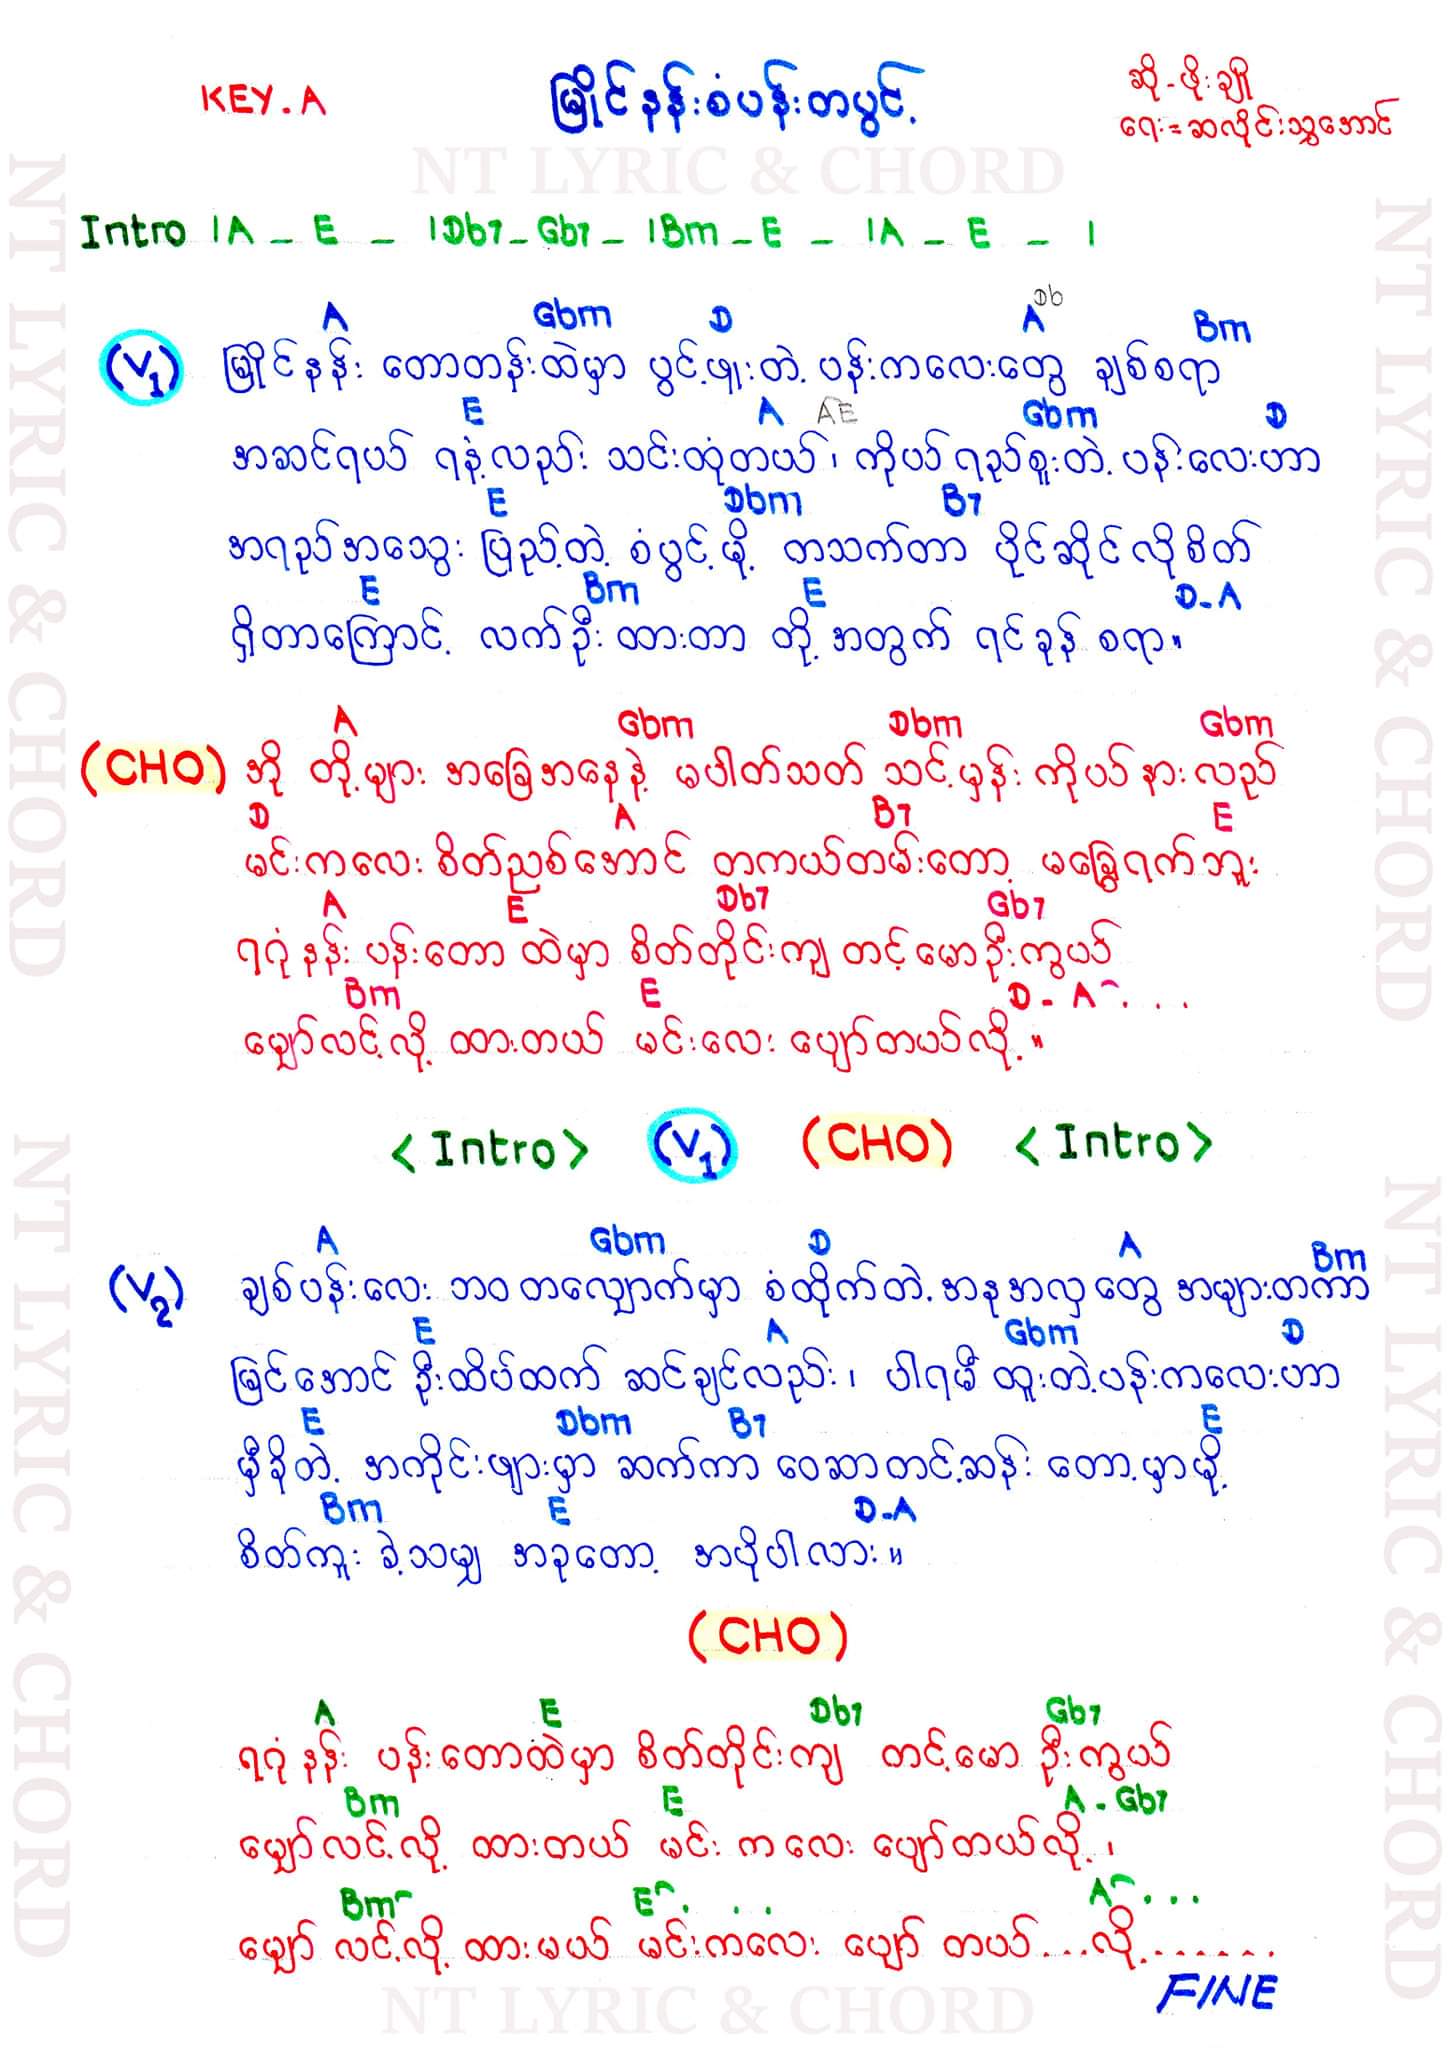 KEY.A
မြိုင်နန်းစံပန်းတပွင့်
ဆို-ဖိုးချို
ရေး=ဆလိုင်းသွအောင်
NT LYRIC & CHORD
Intro |A - E - |Db7 - Gb7 - |Bm - E - |A - E - |
A Gbm D A Db Bm
(V1) မြိုင်နန်း တောတန်းထဲမှာ ပွင့်ဖူးတဲ့ ပန်းကလေးတွေ ချစ်စရာ
E A AE Gbm D
အဆင်ရယ် ရနံ့လည်း သင်းထုံတယ်၊ ကိုယ်ရည်စူးတဲ့ ပန်းလေးဟာ
E Dbm B7
အရည်အသွေး ပြည့်တဲ့ စံပွင့်မို့ တသက်တာ ပိုင်ဆိုင်လိုစိတ်
E Bm E D-A
ရှိတာကြောင့် လက်ဦးထားတာ တို့အတွက် ရင်ခုန်စရာ။
A Gbm Dbm Gbm
(CHO) အို တို့များ အခြေအနေနဲ့ မပါတ်သတ် သင့်မှန်း ကိုယ်နားလည်
D A B7 E
မင်းကလေး စိတ်ညစ်အောင် တကယ်တမ်းတော့ မခြွေရက်ဘူး
A E Db7 Gb7
ရဂုံနန်း ပန်းတောထဲမှာ စိတ်တိုင်းကျ တင့်မောဦးကွယ်
Bm E D - A . . .
မျှော်လင့်လို့ ထားတယ် မင်းလေး ပျော်တယ်လို့။
<Intro> (V1) (CHO) <Intro>
A Gbm D A Bm
(V2) ချစ်ပန်းလေး ဘဝတလျှောက်မှာ စံထိုက်တဲ့ အနုအလှတွေ အများတကာ
E A Gbm D
မြင်အောင် ဦးထိပ်ထက် ဆင်ချင်လည်း၊ ပါရမီထူးတဲ့ပန်းကလေးဟာ
E Dbm B7 E
မှီခိုတဲ့ အကိုင်းဖျားမှာ ဆက်ကာ ဝေဆာတင့်ဆန်း တော့မှာမို့
Bm E D-A
စိတ်ကူး ခဲ့သမျှ အခုတော့ အပိုပါလား။
(CHO)
A E Db7 Gb7
ရဂုံနန်း ပန်းတောထဲမှာ စိတ်တိုင်းကျ တင့်မော ဦးကွယ်
Bm E A - Gb7
မျှော်လင့်လို့ ထားတယ် မင်း ကလေး ပျော်တယ်လို့၊
Bm E . . . . A . . .
မျှော် လင့်လို့ ထားမယ် မင်းကလေး ပျော် တယ်....လို့.......
FINE
NT LYRIC & CHORD
NT LYRIC & CHORD
NT LYRIC & CHORD
NT LYRIC & CHORD
NT LYRIC & CHORD